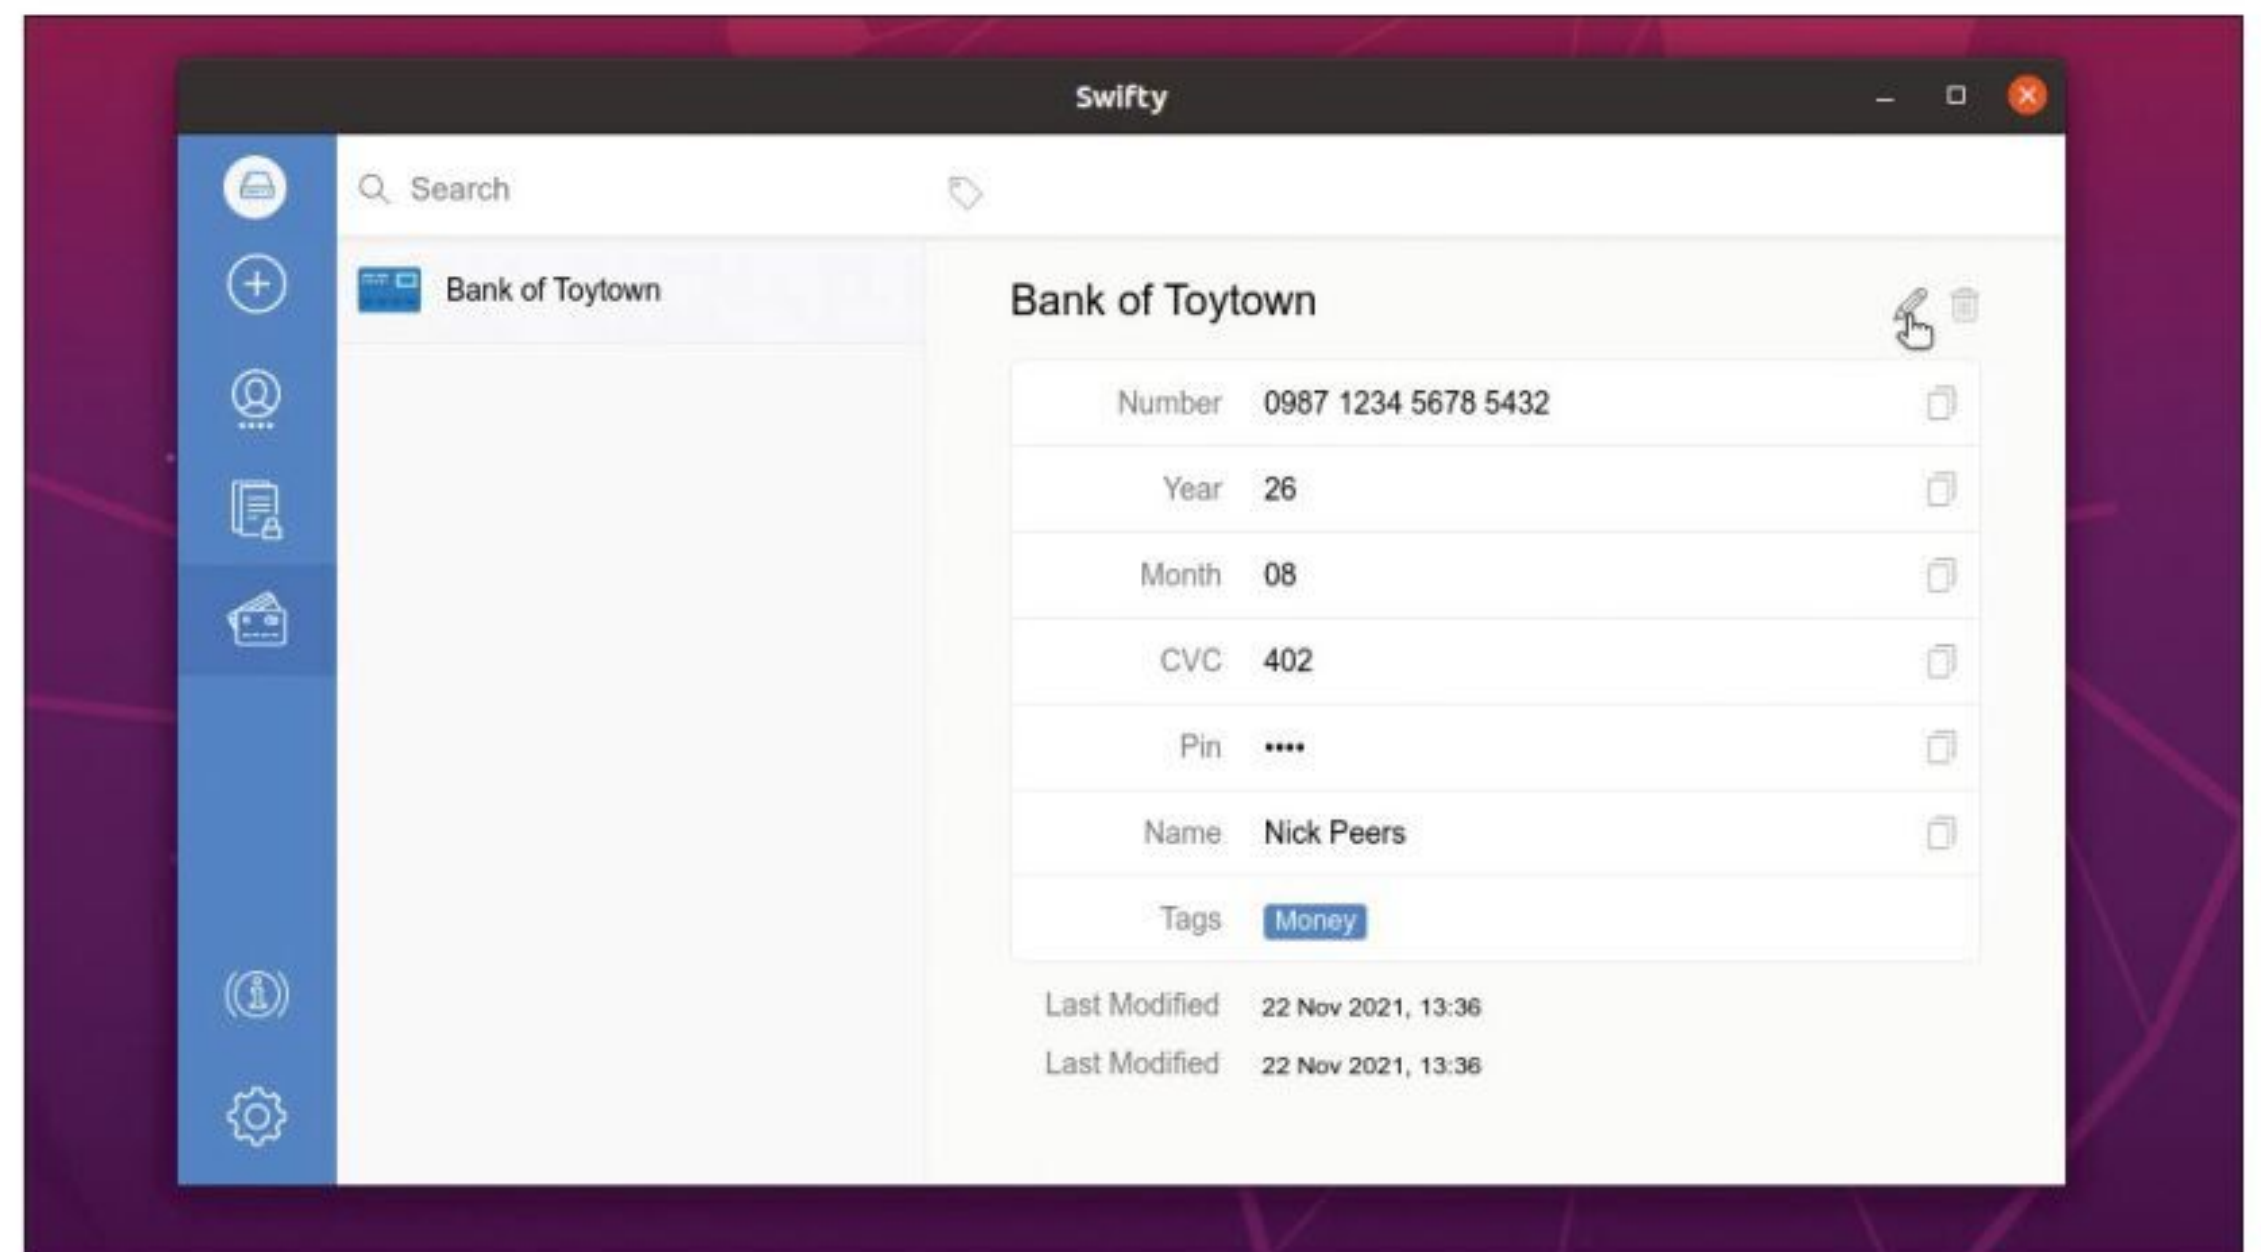 Swifty
Search
Bank of Toytown
Bank of Toytown
Number 0987 1234 5678 5432
Year 26
Month 08
CVC 402
Pin ••••
Name Nick Peers
Tags Money
Last Modified 22 Nov 2021, 13:36
Last Modified 22 Nov 2021, 13:36